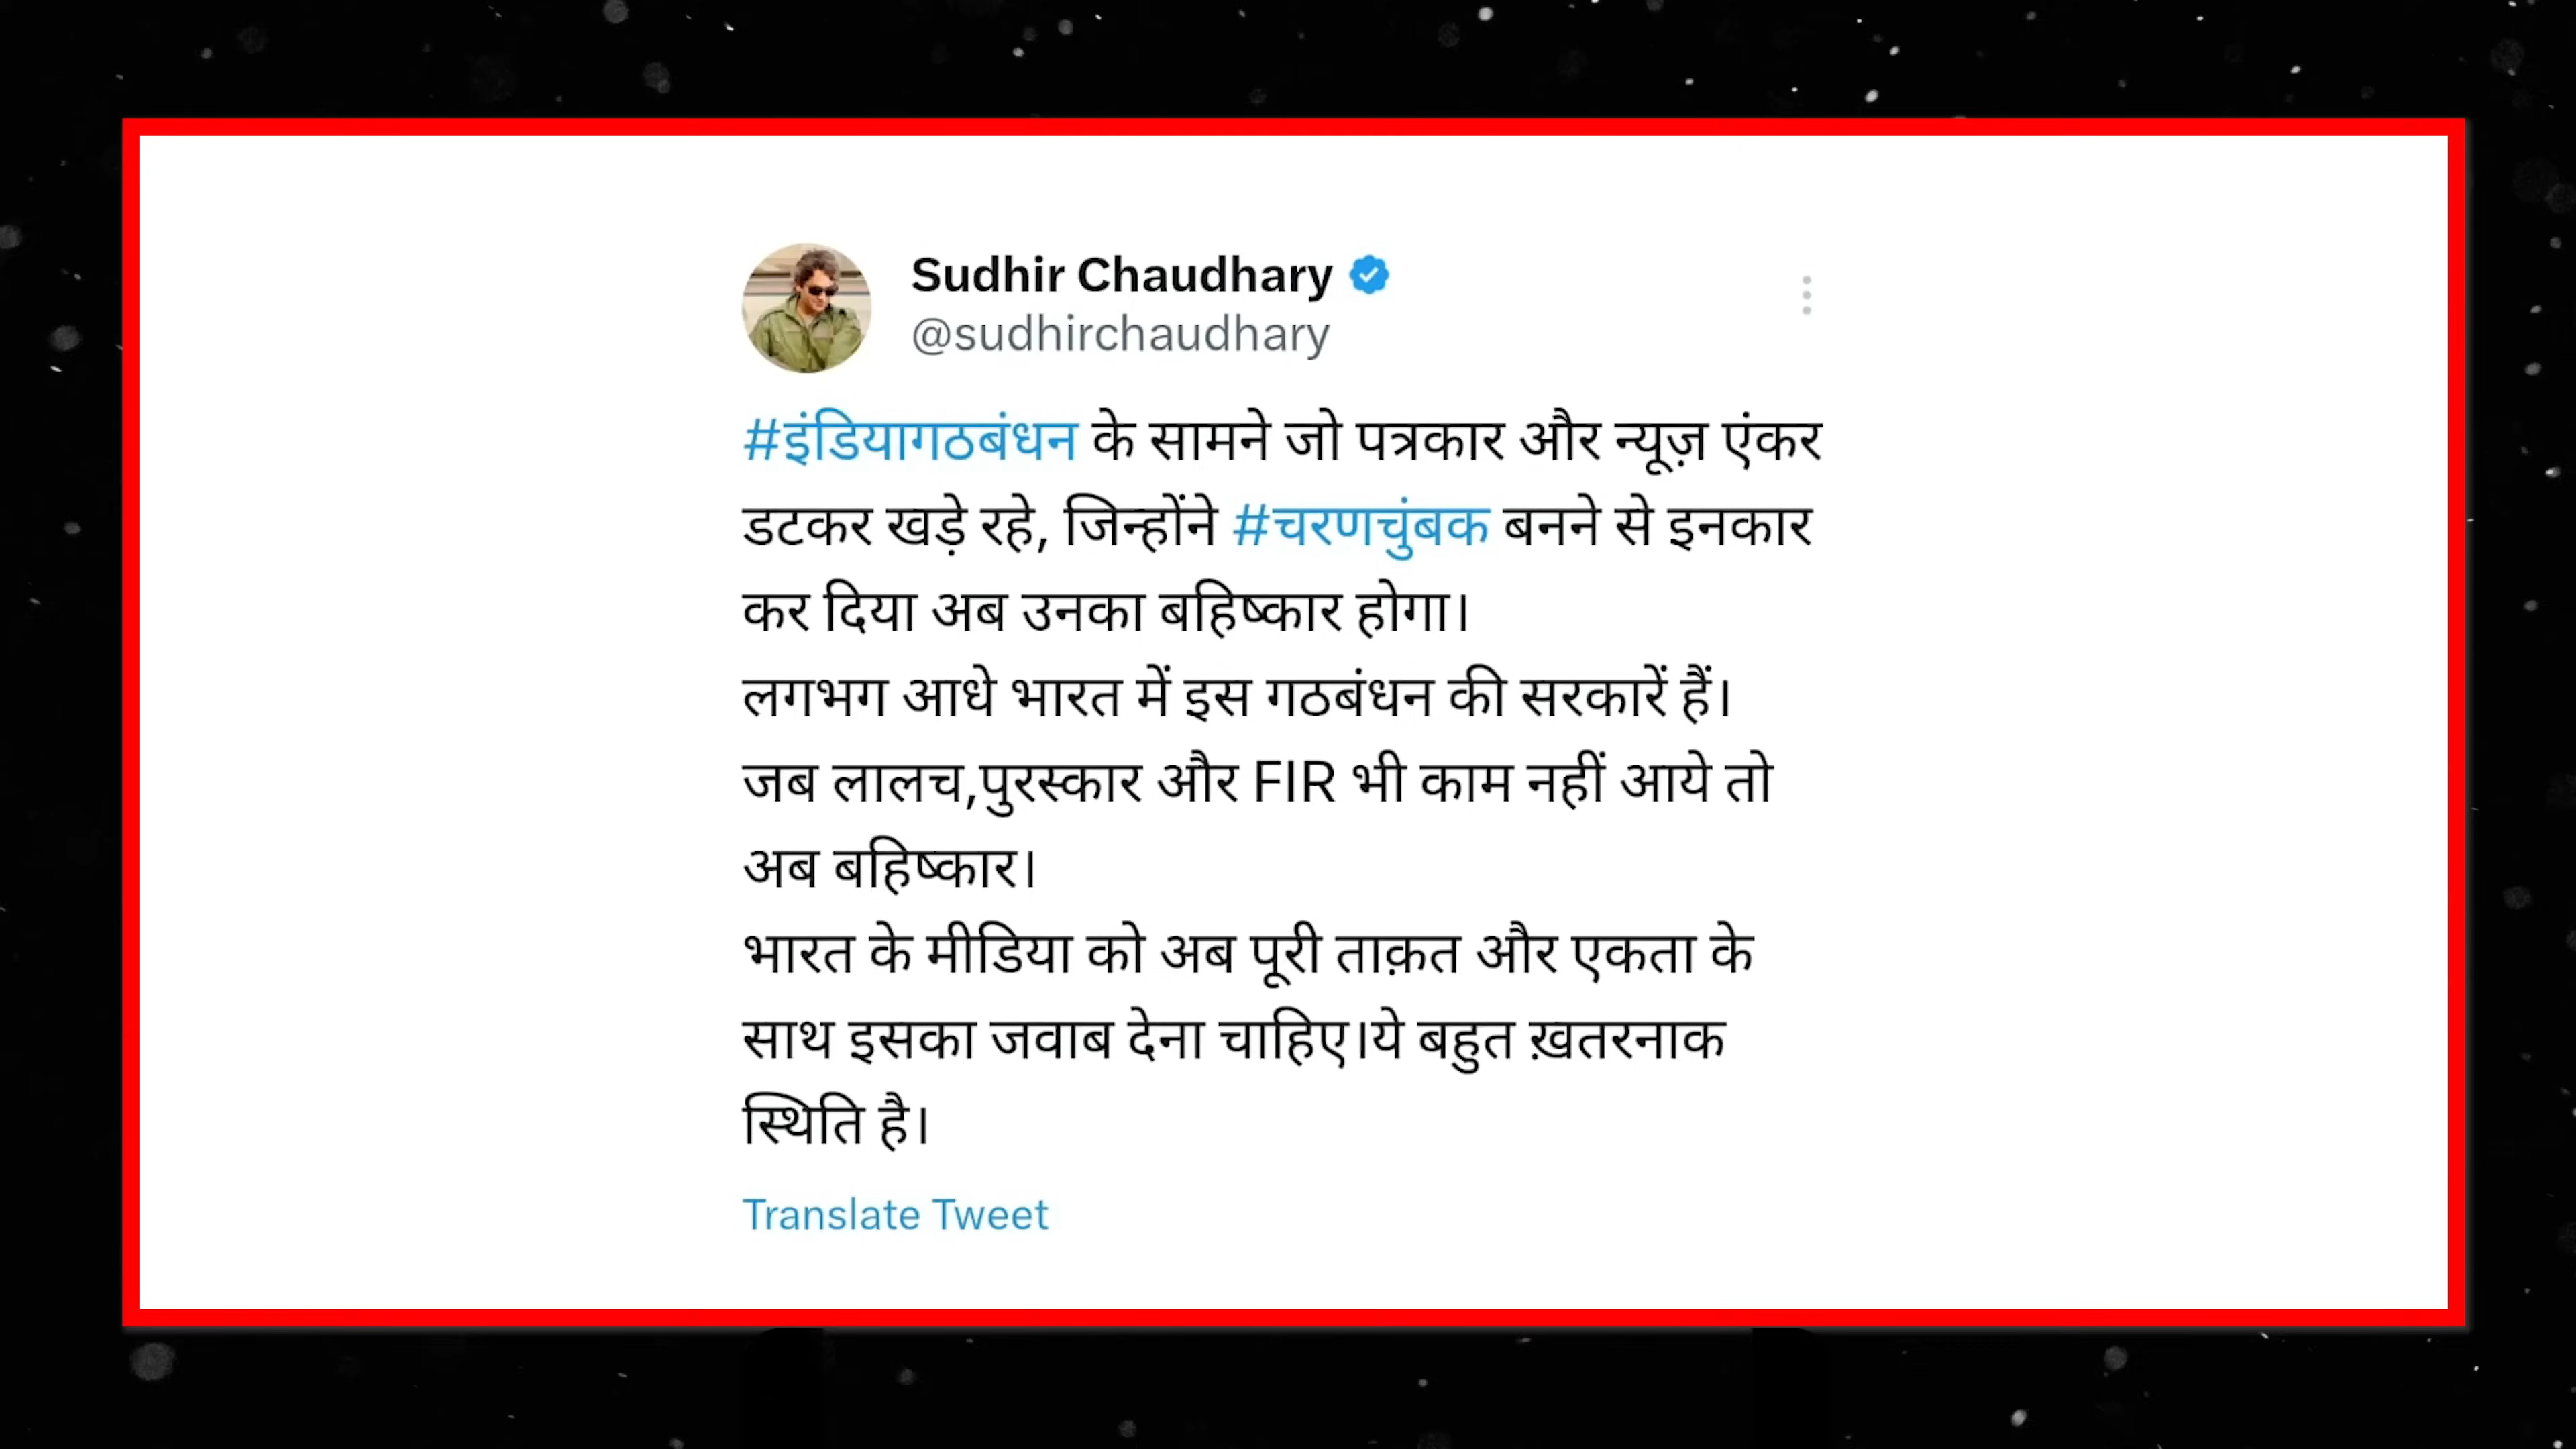 Sudhir Chaudhary
@sudhirchaudhary
#इंडियागठबंधन के सामने जो पत्रकार और न्यूज़ एंकर
डटकर खड़े रहे, जिन्होंने #चरणचुंबक बनने से इनकार
कर दिया अब उनका बहिष्कार होगा।
लगभग आधे भारत में इस गठबंधन की सरकारें हैं।
जब लालच,पुरस्कार और FIR भी काम नहीं आये तो
अब बहिष्कार।
भारत के मीडिया को अब पूरी ताक़त और एकता के
साथ इसका जवाब देना चाहिए।ये बहुत ख़तरनाक
स्थिति है।
Translate Tweet